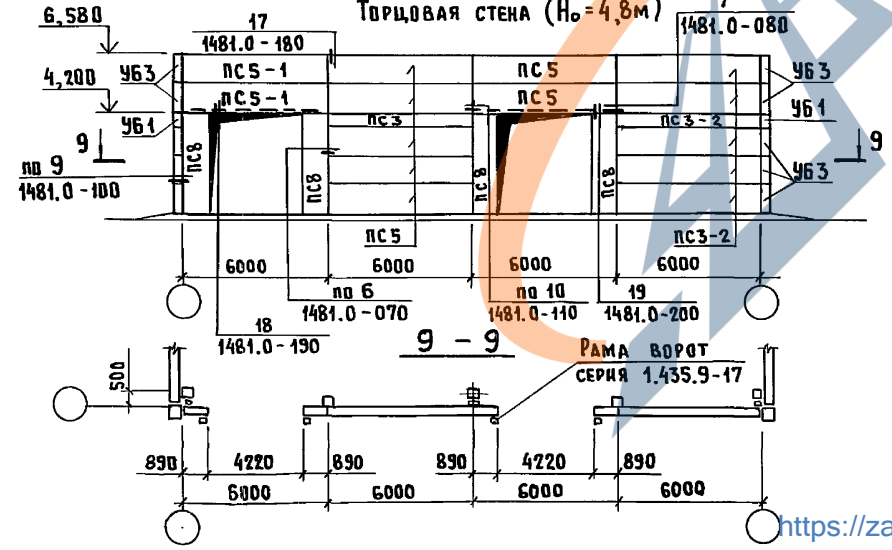 Торцовая стена (Hо = 4,8м)
6,580
17
1481.0-180
1481.0-080
4,200
УБ3
ПС5-1
ПС5
УБ3
ПС5-1
ПС5
УБ1
ПС3
ПС3-2
УБ1
9
9
ПС8
ПС8
ПС8
ПС8
УБ3
по 9
1481.0-100
ПС5
ПС3-2
6000
6000
6000
6000
по 6
1481.0-070
по 10
1481.0-110
19
1481.0-200
18
1481.0-190
9 - 9
Рама ворот
серия 1.435.9-17
500
890
4220
890
890
4220
890
6000
6000
6000
6000
https://za